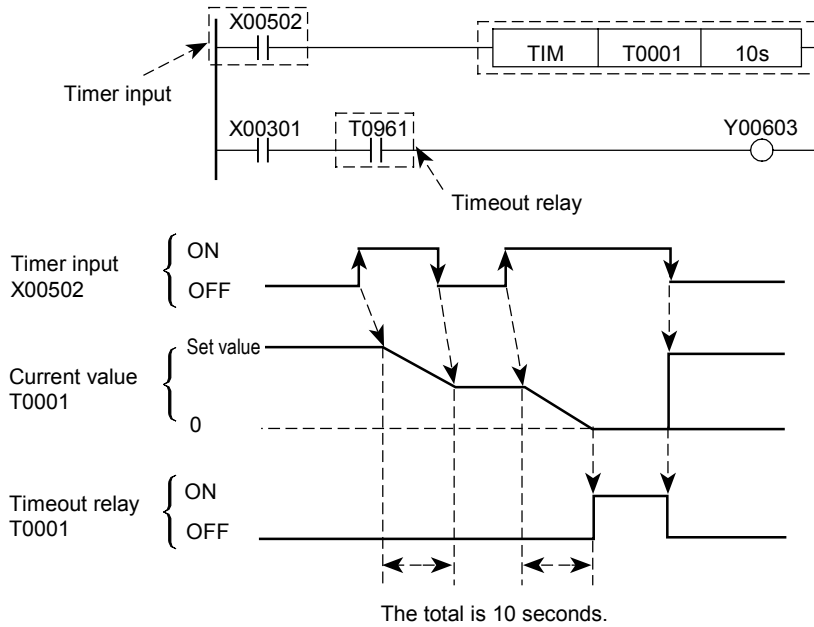 X00502
TIM T0001 10s
Timer input
X00301 T0961 Y00603
Timeout relay
Timer input
X00502
ON
OFF
Current value
T0001
Set value
0
Timeout relay
T0001
ON
OFF
The total is 10 seconds.